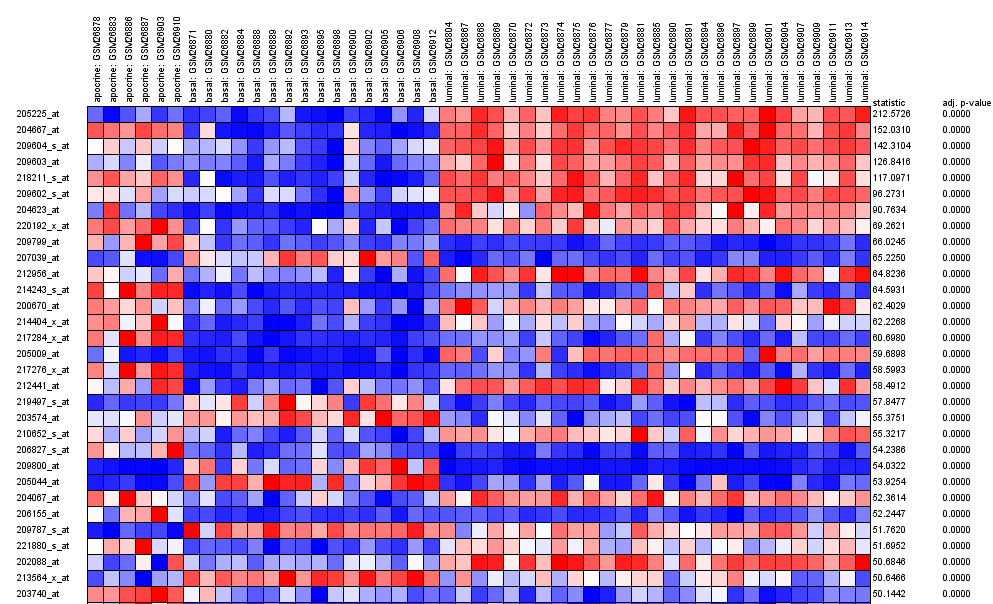 apocrine: GSM26878
apocrine: GSM26883
apocrine: GSM26886
apocrine: GSM26887
apocrine: GSM26903
apocrine: GSM26910
basal: GSM26871
basal: GSM26880
basal: GSM26882
basal: GSM26884
basal: GSM26888
basal: GSM26889
basal: GSM26892
basal: GSM26893
basal: GSM26895
basal: GSM26898
basal: GSM26900
basal: GSM26902
basal: GSM26905
basal: GSM26906
basal: GSM26908
basal: GSM26912
luminal: GSM26804
luminal: GSM26867
luminal: GSM26868
luminal: GSM26869
luminal: GSM26870
luminal: GSM26872
luminal: GSM26873
luminal: GSM26874
luminal: GSM26875
luminal: GSM26876
luminal: GSM26877
luminal: GSM26879
luminal: GSM26881
luminal: GSM26885
luminal: GSM26890
luminal: GSM26891
luminal: GSM26894
luminal: GSM26896
luminal: GSM26897
luminal: GSM26899
luminal: GSM26901
luminal: GSM26904
luminal: GSM26907
luminal: GSM26909
luminal: GSM26911
luminal: GSM26913
luminal: GSM26914
statistic adj. p-value
205225_at 212.5726 0.0000
204667_at 152.0310 0.0000
209604_s_at 142.3104 0.0000
209603_at 126.8416 0.0000
218211_s_at 117.0971 0.0000
209602_s_at 96.2731 0.0000
204623_at 90.7634 0.0000
220192_x_at 69.2621 0.0000
209799_at 66.0245 0.0000
207039_at 65.2250 0.0000
212956_at 64.8236 0.0000
214243_s_at 64.5931 0.0000
200670_at 62.4029 0.0000
214404_x_at 62.2268 0.0000
217284_x_at 60.6980 0.0000
205009_at 59.6898 0.0000
217276_x_at 58.5993 0.0000
212441_at 58.4912 0.0000
219497_s_at 57.8477 0.0000
203574_at 55.3751 0.0000
210652_s_at 55.3217 0.0000
206827_s_at 54.2386 0.0000
209800_at 54.0322 0.0000
205044_at 53.9254 0.0000
204067_at 52.3614 0.0000
206155_at 52.2447 0.0000
209787_s_at 51.7620 0.0000
221880_s_at 51.6952 0.0000
202088_at 50.6846 0.0000
213564_x_at 50.6466 0.0000
203740_at 50.1442 0.0000